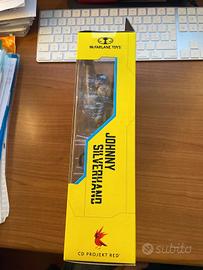 McFARLANE TOYS
JOHNNY
SILVERHAND
CD PROJEKT RED
subito